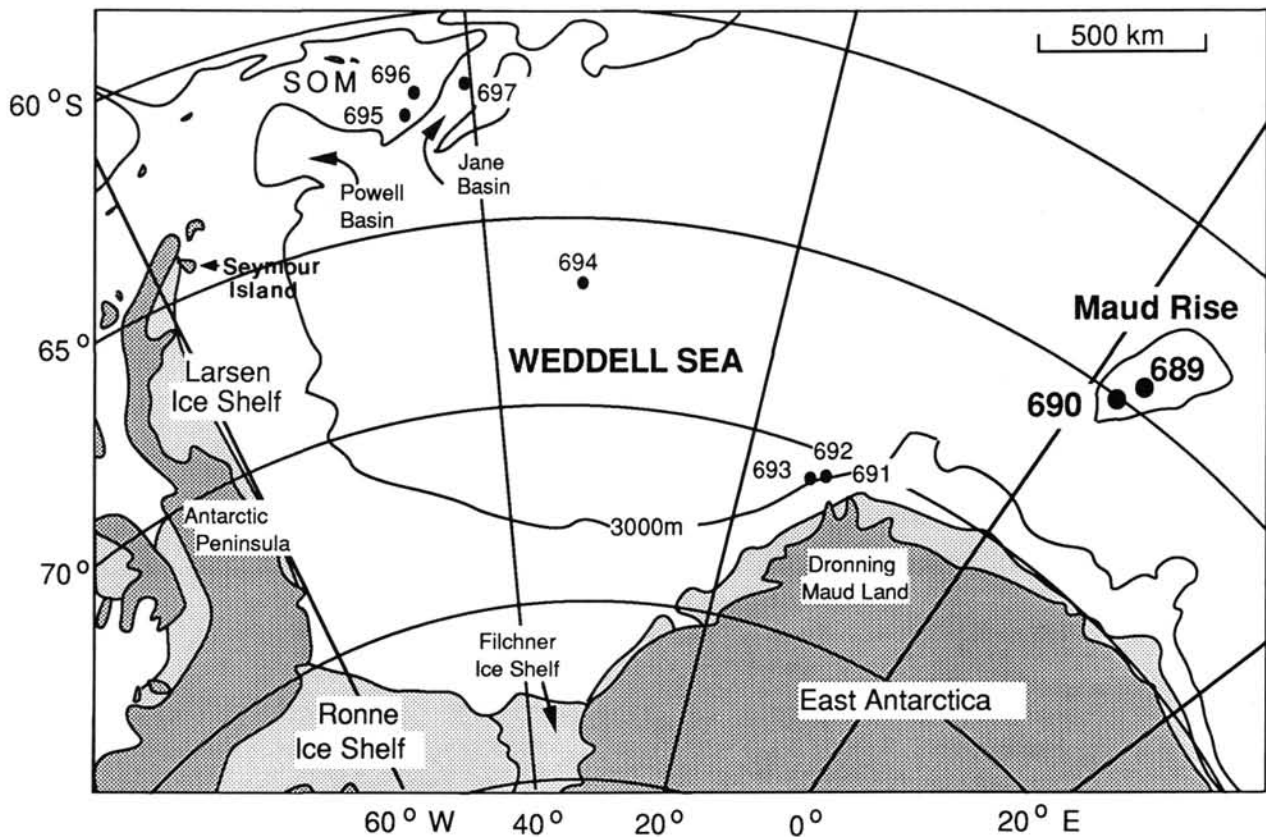 500 km
60 °S
SOM
696
695
697
Jane
Basin
Powell
Basin
Seymour
Island
694
Maud Rise
689
690
65 °
WEDDELL SEA
Larsen
Ice Shelf
692
693
691
Antarctic
Peninsula
3000m
70 °
Dronning
Maud Land
Filchner
Ice Shelf
East Antarctica
Ronne
Ice Shelf
60 ° W
40 °
20 °
0 °
20 ° E